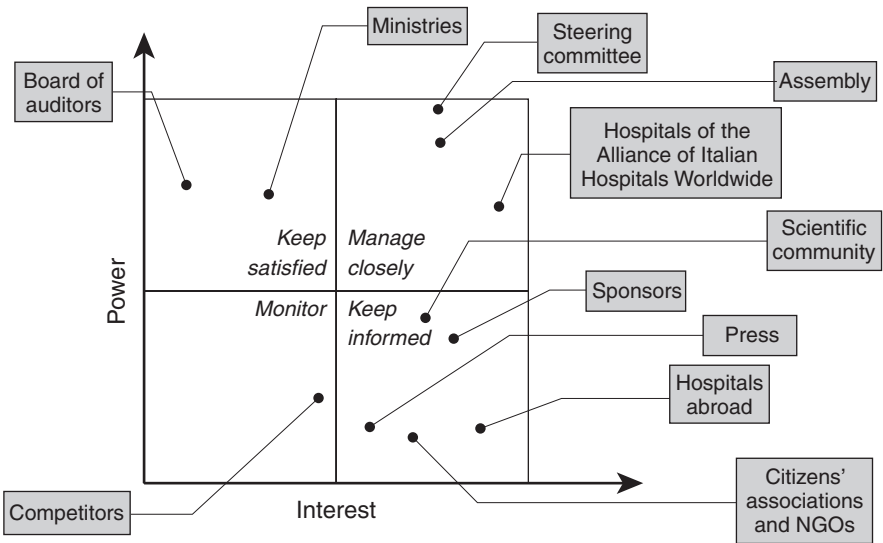 Ministries
Steering
committee
Board of
auditors
Assembly
Hospitals of the
Alliance of Italian
Hospitals Worldwide
Scientific
community
Keep
satisfied
Manage
closely
Power
Monitor
Keep
informed
Sponsors
Press
Hospitals
abroad
Citizens’
associations
and NGOs
Competitors
Interest